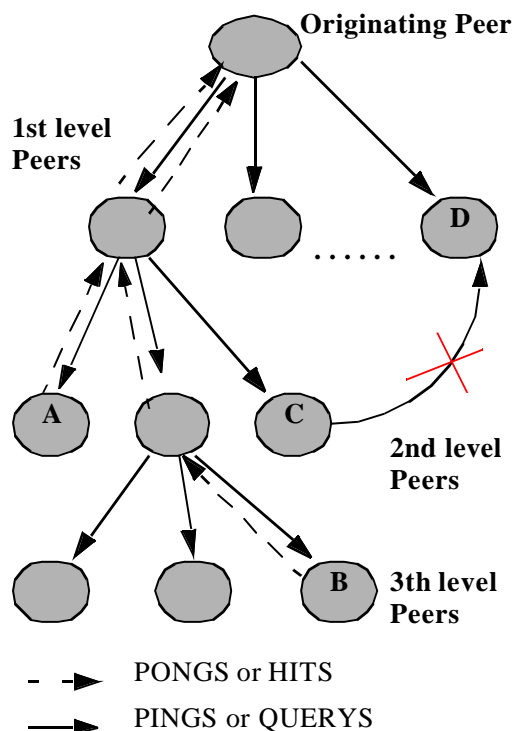 Originating Peer
1st level
Peers
D
......
A
C
2nd level
Peers
B
3th level
Peers
PONGS or HITS
PINGS or QUERYS